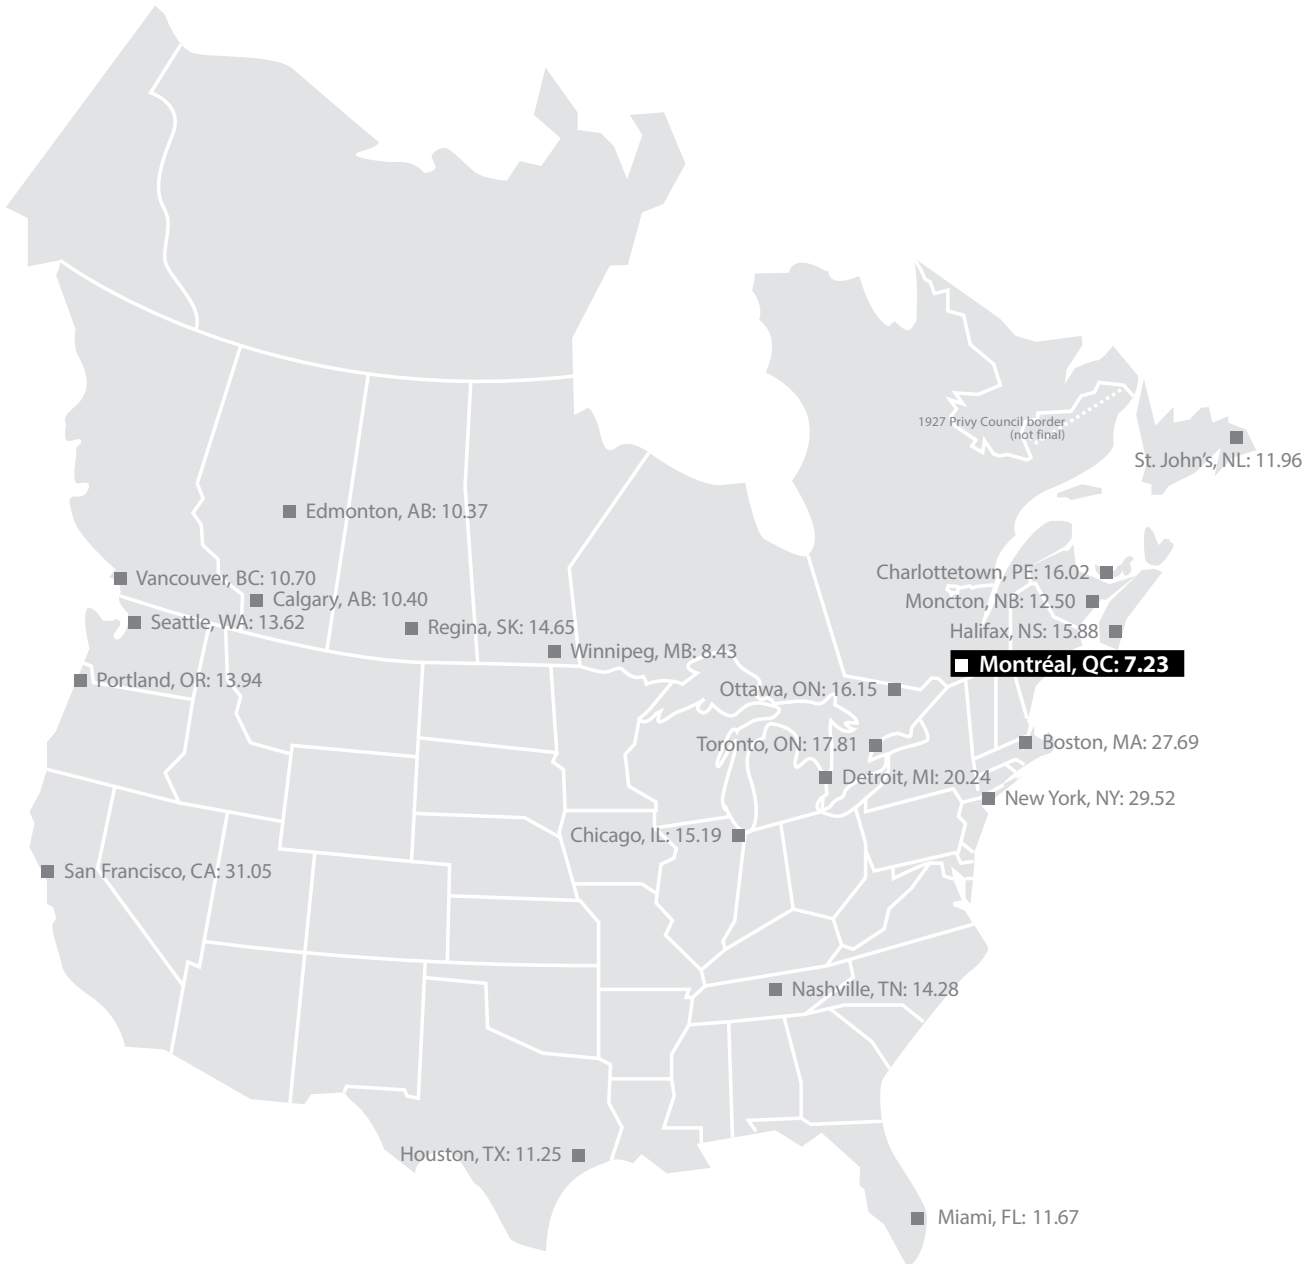 1927 Privy Council border
(not final)
St. John's, NL: 11.96
Edmonton, AB: 10.37
Vancouver, BC: 10.70
Charlottetown, PE: 16.02
Calgary, AB: 10.40
Moncton, NB: 12.50
Seattle, WA: 13.62
Regina, SK: 14.65
Halifax, NS: 15.88
Winnipeg, MB: 8.43
Montréal, QC: 7.23
Portland, OR: 13.94
Ottawa, ON: 16.15
Toronto, ON: 17.81
Boston, MA: 27.69
Detroit, MI: 20.24
New York, NY: 29.52
Chicago, IL: 15.19
San Francisco, CA: 31.05
Nashville, TN: 14.28
Houston, TX: 11.25
Miami, FL: 11.67